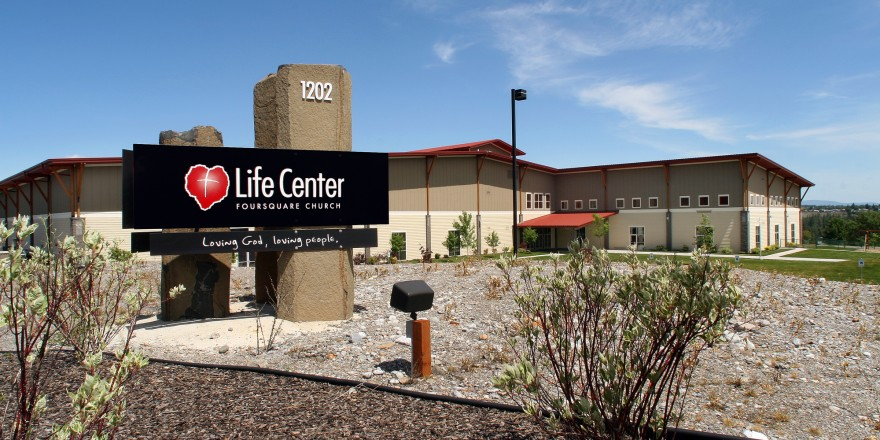 1202
Life Center
FOURSQUARE CHURCH
Loving God, loving people.